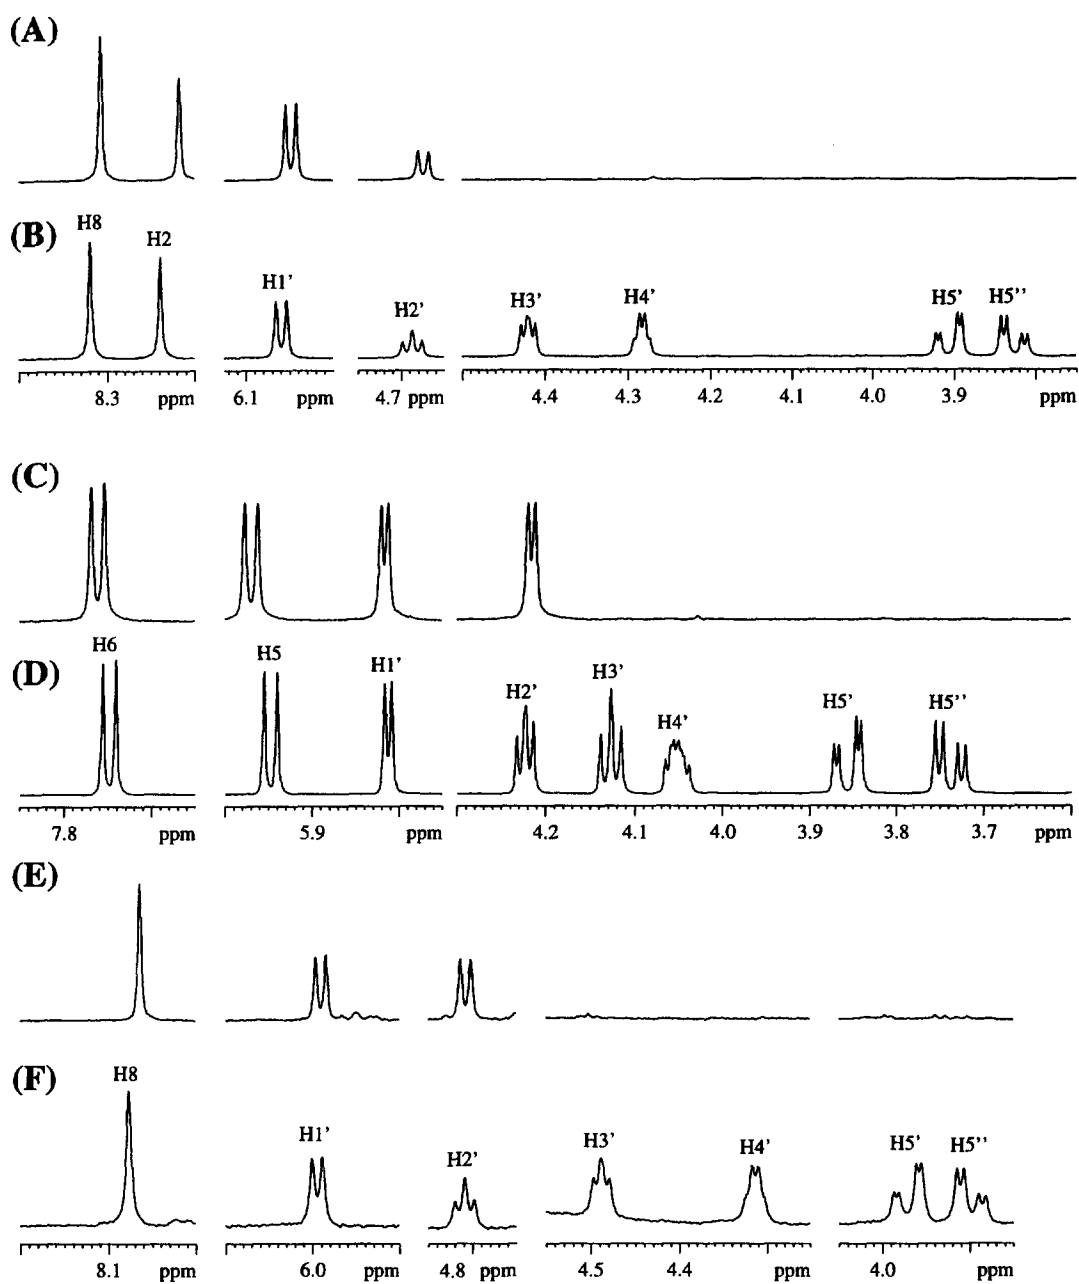 (A)
(B)
H8 H2 H1' H2' H3' H4' H5' H5''
8.3 ppm 6.1 ppm 4.7 ppm 4.4 4.3 4.2 4.1 4.0 3.9 ppm
(C)
(D)
H6 H5 H1' H2' H3' H4' H5' H5''
7.8 ppm 5.9 ppm 4.2 4.1 4.0 3.9 3.8 3.7 ppm
(E)
(F)
H8 H1' H2' H3' H4' H5' H5''
8.1 ppm 6.0 ppm 4.8 ppm 4.5 4.4 ppm 4.0 ppm